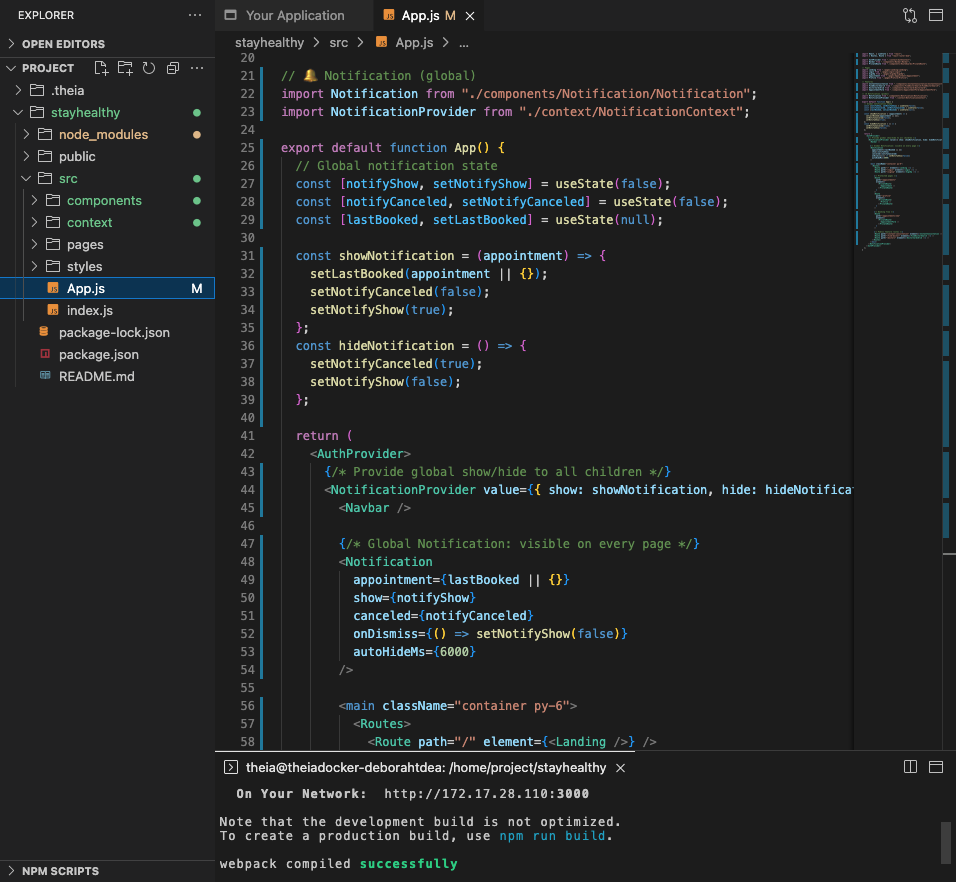 EXPLORER
OPEN EDITORS
PROJECT
.theia
stayhealthy
node_modules
public
src
components
context
pages
styles
App.js M
index.js
package-lock.json
package.json
README.md
NPM SCRIPTS
Your Application
App.js M
stayhealthy > src > App.js > ...
20
21 // 🔔 Notification (global)
22 import Notification from "./components/Notification/Notification";
23 import NotificationProvider from "./context/NotificationContext";
24
25 export default function App() {
26 // Global notification state
27 const [notifyShow, setNotifyShow] = useState(false);
28 const [notifyCanceled, setNotifyCanceled] = useState(false);
29 const [lastBooked, setLastBooked] = useState(null);
30
31 const showNotification = (appointment) => {
32 setLastBooked(appointment || {});
33 setNotifyCanceled(false);
34 setNotifyShow(true);
35 };
36 const hideNotification = () => {
37 setNotifyCanceled(true);
38 setNotifyShow(false);
39 };
40
41 return (
42 <AuthProvider>
43 {/* Provide global show/hide to all children */}
44 <NotificationProvider value={{ show: showNotification, hide: hideNotifica
45 <Navbar />
46
47 {/* Global Notification: visible on every page */}
48 <Notification
49 appointment={lastBooked || {}}
50 show={notifyShow}
51 canceled={notifyCanceled}
52 onDismiss={() => setNotifyShow(false)}
53 autoHideMs={6000}
54 />
55
56 <main className="container py-6">
57 <Routes>
58 <Route path="/" element={<Landing />} />
theia@theiadocker-deborahtdea: /home/project/stayhealthy
On Your Network: http://172.17.28.110:3000
Note that the development build is not optimized.
To create a production build, use npm run build.
webpack compiled successfully